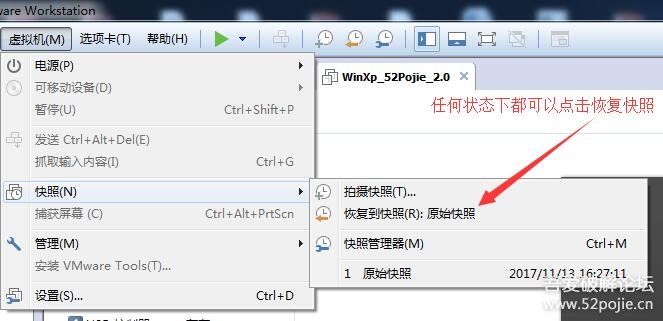 ware Workstation
虚拟机(M) 选项卡(T) 帮助(H)
WinXp_52Pojie_2.0
电源(P)
可移动设备(D)
暂停(U) Ctrl+Shift+P
任何状态下都可以点击恢复快照
发送 Ctrl+Alt+Del(E)
抓取输入内容(I) Ctrl+G
快照(N)
拍摄快照(T)...
捕获屏幕 (C) Ctrl+Alt+PrtScn
恢复到快照(R): 原始快照
管理(M)
快照管理器(M) Ctrl+M
安装 VMware Tools(T)...
1 原始快照 2017/11/13 16:27:11
设置(S)... Ctrl+D
吾爱破解论坛
www.52pojie.cn